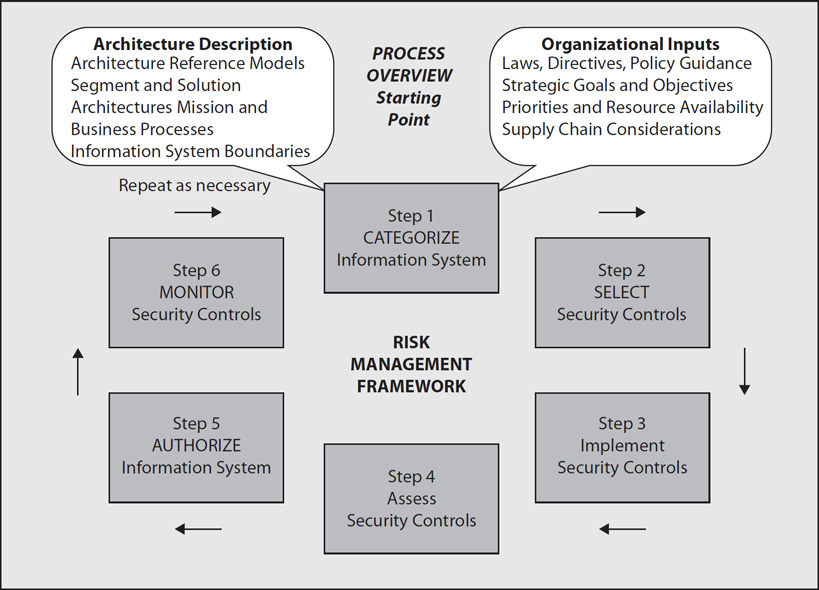 Architecture Description
Architecture Reference Models
Segment and Solution
Architectures Mission and
Business Processes
Information System Boundaries
PROCESS
OVERVIEW
Starting
Point
Organizational Inputs
Laws, Directives, Policy Guidance
Strategic Goals and Objectives
Priorities and Resource Availability
Supply Chain Considerations
Repeat as necessary
Step 1
CATEGORIZE
Information System
Step 2
SELECT
Security Controls
Step 3
Implement
Security Controls
Step 4
Assess
Security Controls
Step 5
AUTHORIZE
Information System
Step 6
MONITOR
Security Controls
RISK
MANAGEMENT
FRAMEWORK